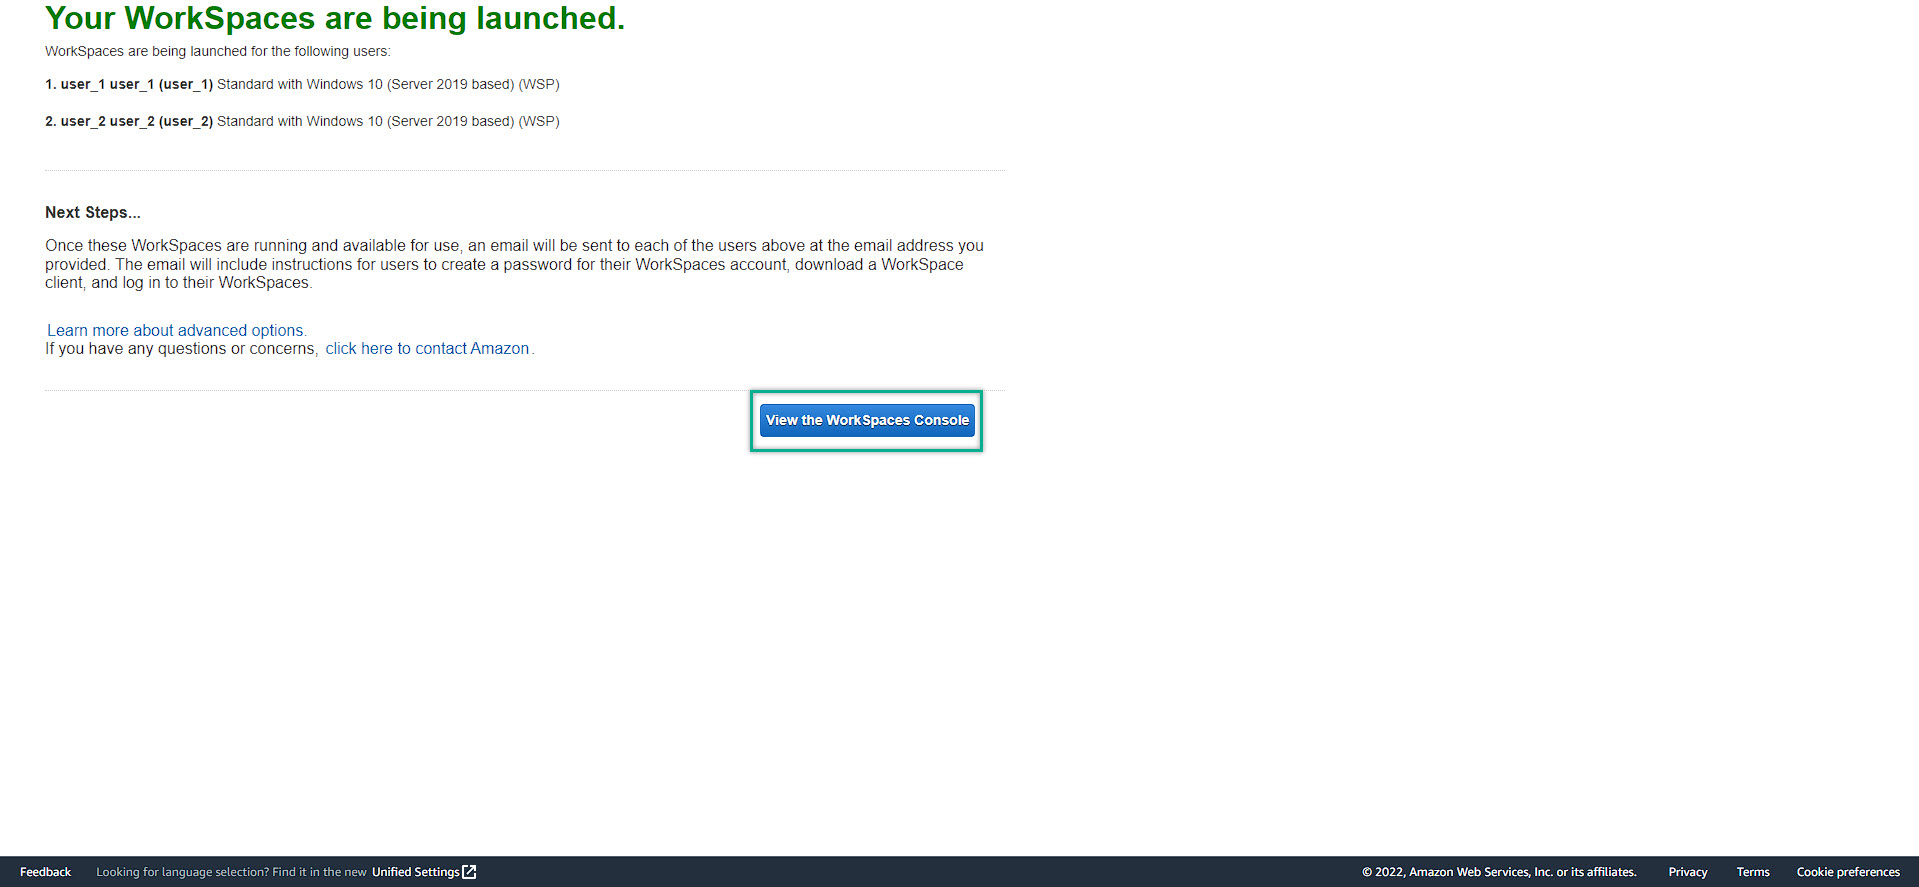 Your WorkSpaces are being launched.
WorkSpaces are being launched for the following users:
1. user_1 user_1 (user_1) Standard with Windows 10 (Server 2019 based) (WSP)
2. user_2 user_2 (user_2) Standard with Windows 10 (Server 2019 based) (WSP)
Next Steps...
Once these WorkSpaces are running and available for use, an email will be sent to each of the users above at the email address you
provided. The email will include instructions for users to create a password for their WorkSpaces account, download a WorkSpace
client, and log in to their WorkSpaces.
Learn more about advanced options.
If you have any questions or concerns, click here to contact Amazon.
View the WorkSpaces Console
Feedback Looking for language selection? Find it in the new Unified Settings © 2022, Amazon Web Services, Inc. or its affiliates. Privacy Terms Cookie preferences